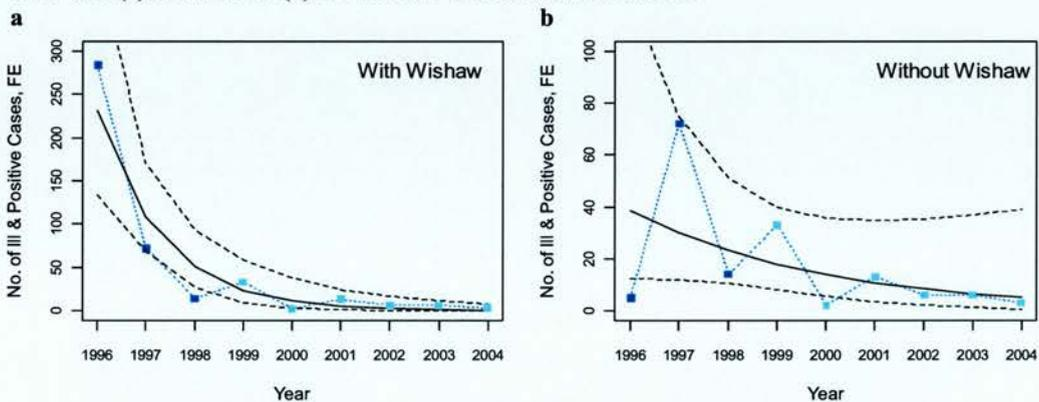 a
With Wishaw
No. of Ill & Positive Cases, FE
300
250
200
150
100
50
0
1996 1997 1998 1999 2000 2001 2002 2003 2004
Year
b
Without Wishaw
No. of Ill & Positive Cases, FE
100
80
60
40
20
0
1996 1997 1998 1999 2000 2001 2002 2003 2004
Year